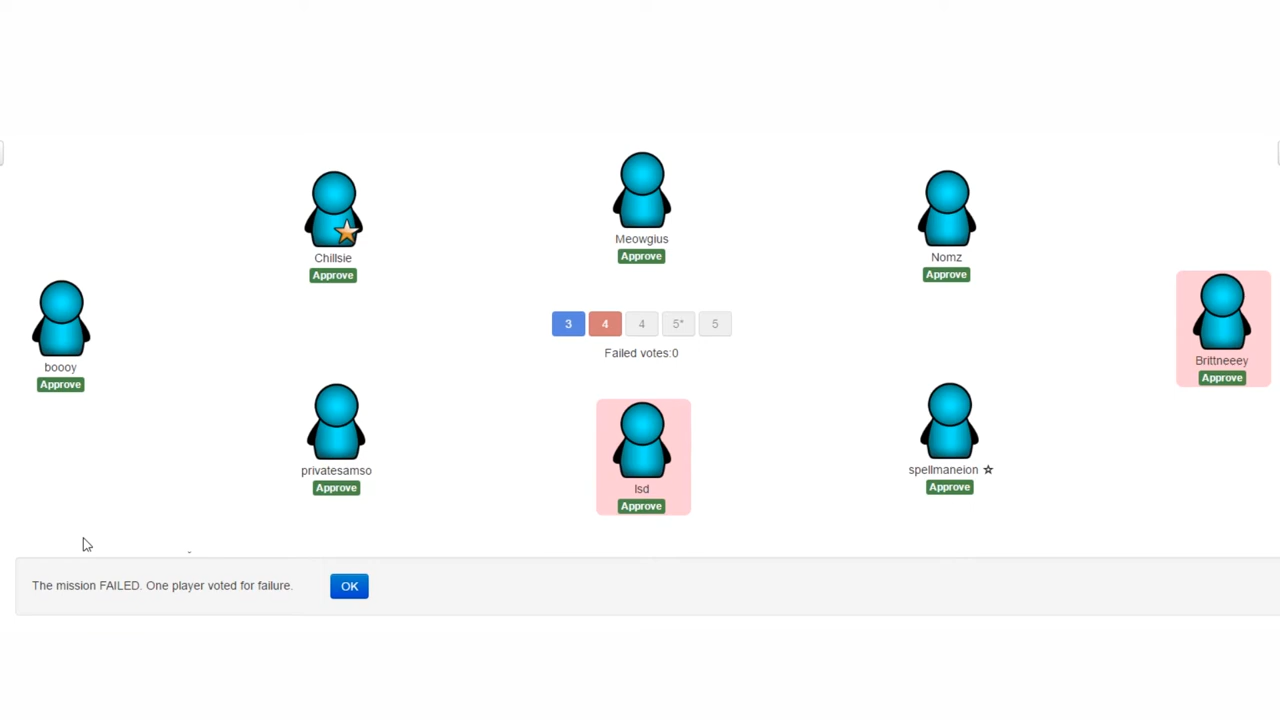 Meowgius
Approve
Chillsie
Approve
Nomz
Approve
boooy
Approve
3 4 4 5* 5
Failed votes:0
Brittneeey
Approve
privatesamso
Approve
lsd
Approve
spellmaneion ☆
Approve
The mission FAILED. One player voted for failure. OK